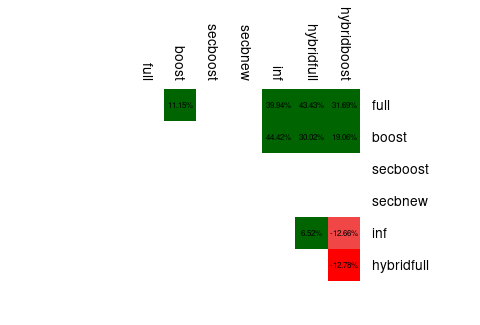 full boost secboost secbnew inf hybridfull hybridboost
11.15% 39.94% 43.43% 31.69% full
44.42% 30.02% 19.06% boost
secboost
secbnew
6.52% -12.66% inf
-12.78% hybridfull